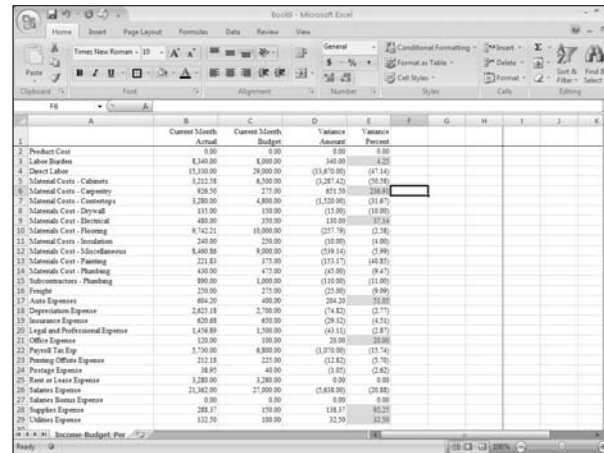 Book9 - Microsoft Excel
Home Insert Page Layout Formulas Data Review View
Times New Roman 10 A A General Conditional Formatting Insert Σ
Paste B I U A $ % , Format as Table Delete Sort & Find &
Cell Styles Format Filter Select
Clipboard Font Alignment Number Styles Cells Editing
F6 fx
A B C D E F G H I J K
Current Month Current Month Variance Variance
1 Actual Budget Amount Percent
2 Product Cost 0.00 0.00 0.00 0.00
3 Labor Burden 8,340.00 8,000.00 340.00 4.25
4 Direct Labor 15,330.00 29,000.00 (13,670.00) (47.14)
5 Material Costs - Cabinets 3,212.58 6,500.00 (3,287.42) (50.58)
6 Material Costs - Carpentry 926.50 275.00 651.50 236.91
7 Material Costs - Countertops 3,280.00 4,800.00 (1,520.00) (31.67)
8 Materials Cost - Drywall 135.00 150.00 (15.00) (10.00)
9 Materials Cost - Electrical 480.00 350.00 130.00 37.14
10 Materials Cost - Flooring 9,742.21 10,000.00 (257.79) (2.58)
11 Materials Cost - Insulation 240.00 250.00 (10.00) (4.00)
12 Materials Cost - Miscellaneous 8,460.86 9,000.00 (539.14) (5.99)
13 Materials Cost - Painting 221.83 375.00 (153.17) (40.85)
14 Materials Cost - Plumbing 430.00 475.00 (45.00) (9.47)
15 Subcontractors - Plumbing 890.00 1,000.00 (110.00) (11.00)
16 Freight 250.00 275.00 (25.00) (9.09)
17 Auto Expenses 604.20 400.00 204.20 51.05
18 Depreciation Expense 2,625.18 2,700.00 (74.82) (2.77)
19 Insurance Expense 620.68 650.00 (29.32) (4.51)
20 Legal and Professional Expense 1,456.89 1,500.00 (43.11) (2.87)
21 Office Expense 120.00 100.00 20.00 20.00
22 Payroll Tax Exp 5,730.00 6,800.00 (1,070.00) (15.74)
23 Printing Office Expense 212.18 225.00 (12.82) (5.70)
24 Postage Expense 38.95 40.00 (1.05) (2.62)
25 Rent or Lease Expense 3,280.00 3,280.00 0.00 0.00
26 Salaries Expense 21,362.00 27,000.00 (5,638.00) (20.88)
27 Salaries Bonus Expense 0.00 0.00 0.00 0.00
28 Supplies Expense 288.37 150.00 138.37 92.25
29 Utilities Expense 132.50 100.00 32.50 32.50
Income-Budget-Per
Ready 100%